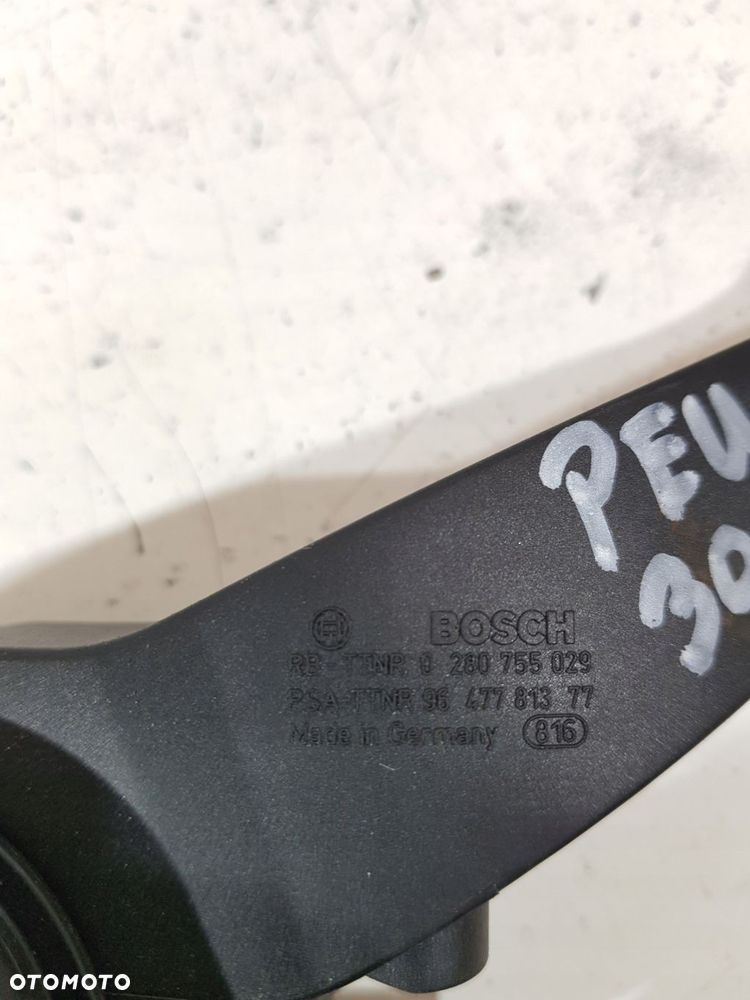 PEU
30
BOSCH
RB-TTNR 0 280 755 029
PSA-TTNR 96 477 813 77
Made in Germany 816
OTOMOTO